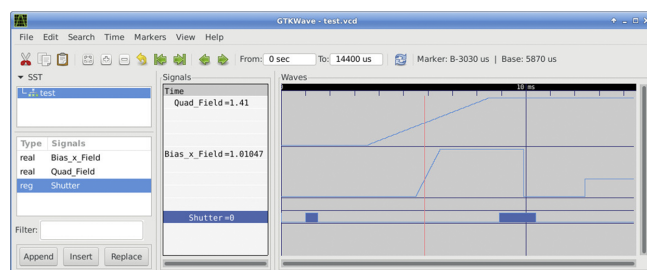 GTKWave - test.vcd
File Edit Search Time Markers View Help
From: 0 sec To: 14400 us Marker: B-3030 us | Base: 5870 us
SST
test
Type Signals
real Bias_x_Field
real Quad_Field
reg Shutter
Filter:
Append Insert Replace
Signals
Time
Quad_Field=1.41
Bias_x_Field=1.01047
Shutter=0
Waves
10 ms